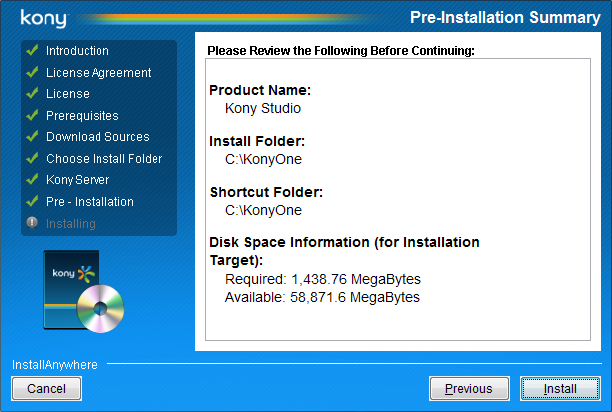 kony
Pre-Installation Summary
Introduction
License Agreement
License
Prerequisites
Download Sources
Choose Install Folder
Kony Server
Pre - Installation
Installing
kony
Please Review the Following Before Continuing:
Product Name:
Kony Studio
Install Folder:
C:\KonyOne
Shortcut Folder:
C:\KonyOne
Disk Space Information (for Installation
Target):
Required: 1,438.76 MegaBytes
Available: 58,871.6 MegaBytes
InstallAnywhere
Cancel
Previous
Install